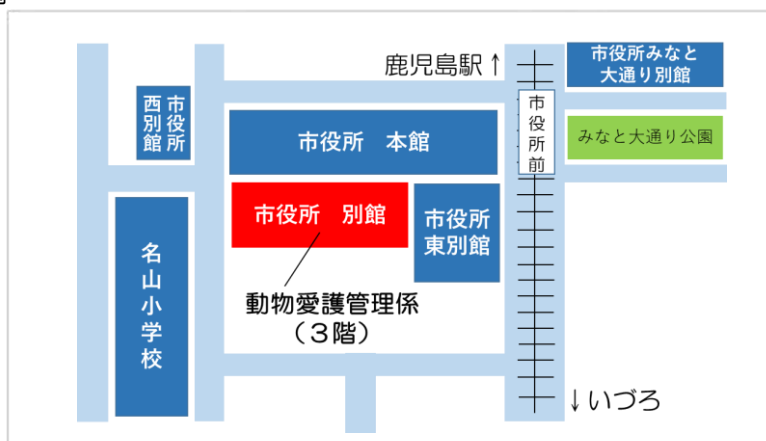 鹿児島駅↑
市役所みなと
大通り別館
市役所
西別館
市役所　本館
市役所前
みなと大通り公園
市役所　別館
市役所
東別館
名山小学校
動物愛護管理係
（３階）
↓いづろ